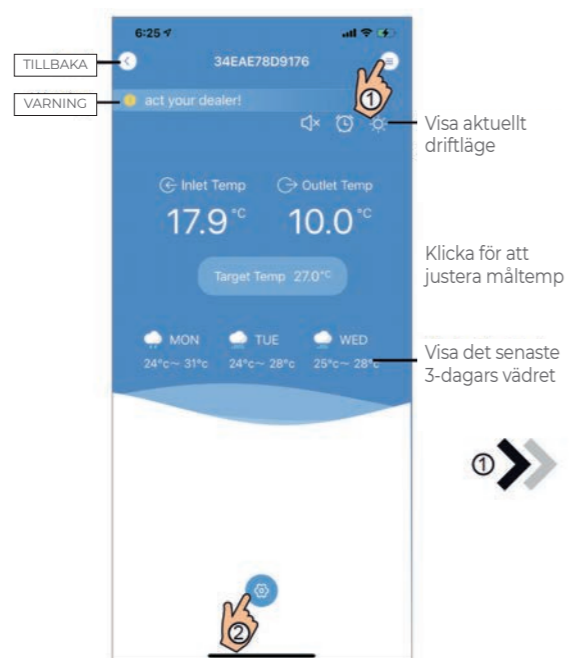 6:25
TILLBAKA
34EAE78D9176
①
VARNING
act your dealer!
Visa aktuellt
driftläge
Inlet Temp
Outlet Temp
17.9 °C
10.0 °C
Target Temp 27.0°C
Klicka för att
justera måltemp
MON
TUE
WED
24°c~ 31°c
24°c~ 28°c
25°c~ 28°c
Visa det senaste
3-dagars vädret
①
②